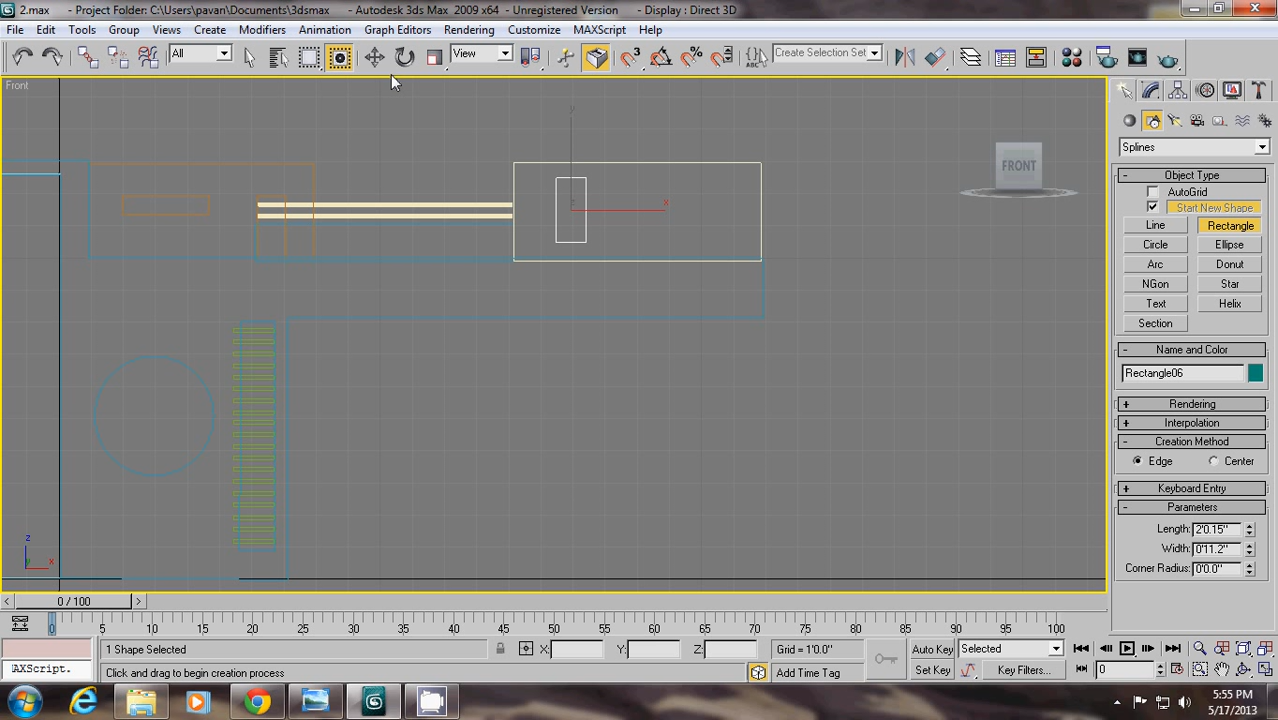 2.max - Project Folder: C:\Users\pavan\Documents\3dsmax - Autodesk 3ds Max 2009 x64 - Unregistered Version - Display : Direct 3D
File Edit Tools Group Views Create Modifiers Animation Graph Editors Rendering Customize MAXScript Help
All View 3 % ABC Create Selection Set
Front
y
x
FRONT
z
x
Splines
- Object Type
AutoGrid
Start New Shape
Line Rectangle
Circle Ellipse
Arc Donut
NGon Star
Text Helix
Section
- Name and Color
Rectangle06
+ Rendering
+ Interpolation
- Creation Method
Edge Center
+ Keyboard Entry
- Parameters
Length: 2'0.15"
Width: 0'11.2"
Corner Radius: 0'0.0"
< 0 / 100 >
0 5 10 15 20 25 30 35 40 45 50 55 60 65 70 75 80 85 90 95 100
1 Shape Selected X: Y: Z: Grid = 1'0.0" Auto Key Selected
AXScript. Click and drag to begin creation process Add Time Tag Set Key Key Filters... 0
5:55 PM
5/17/2013